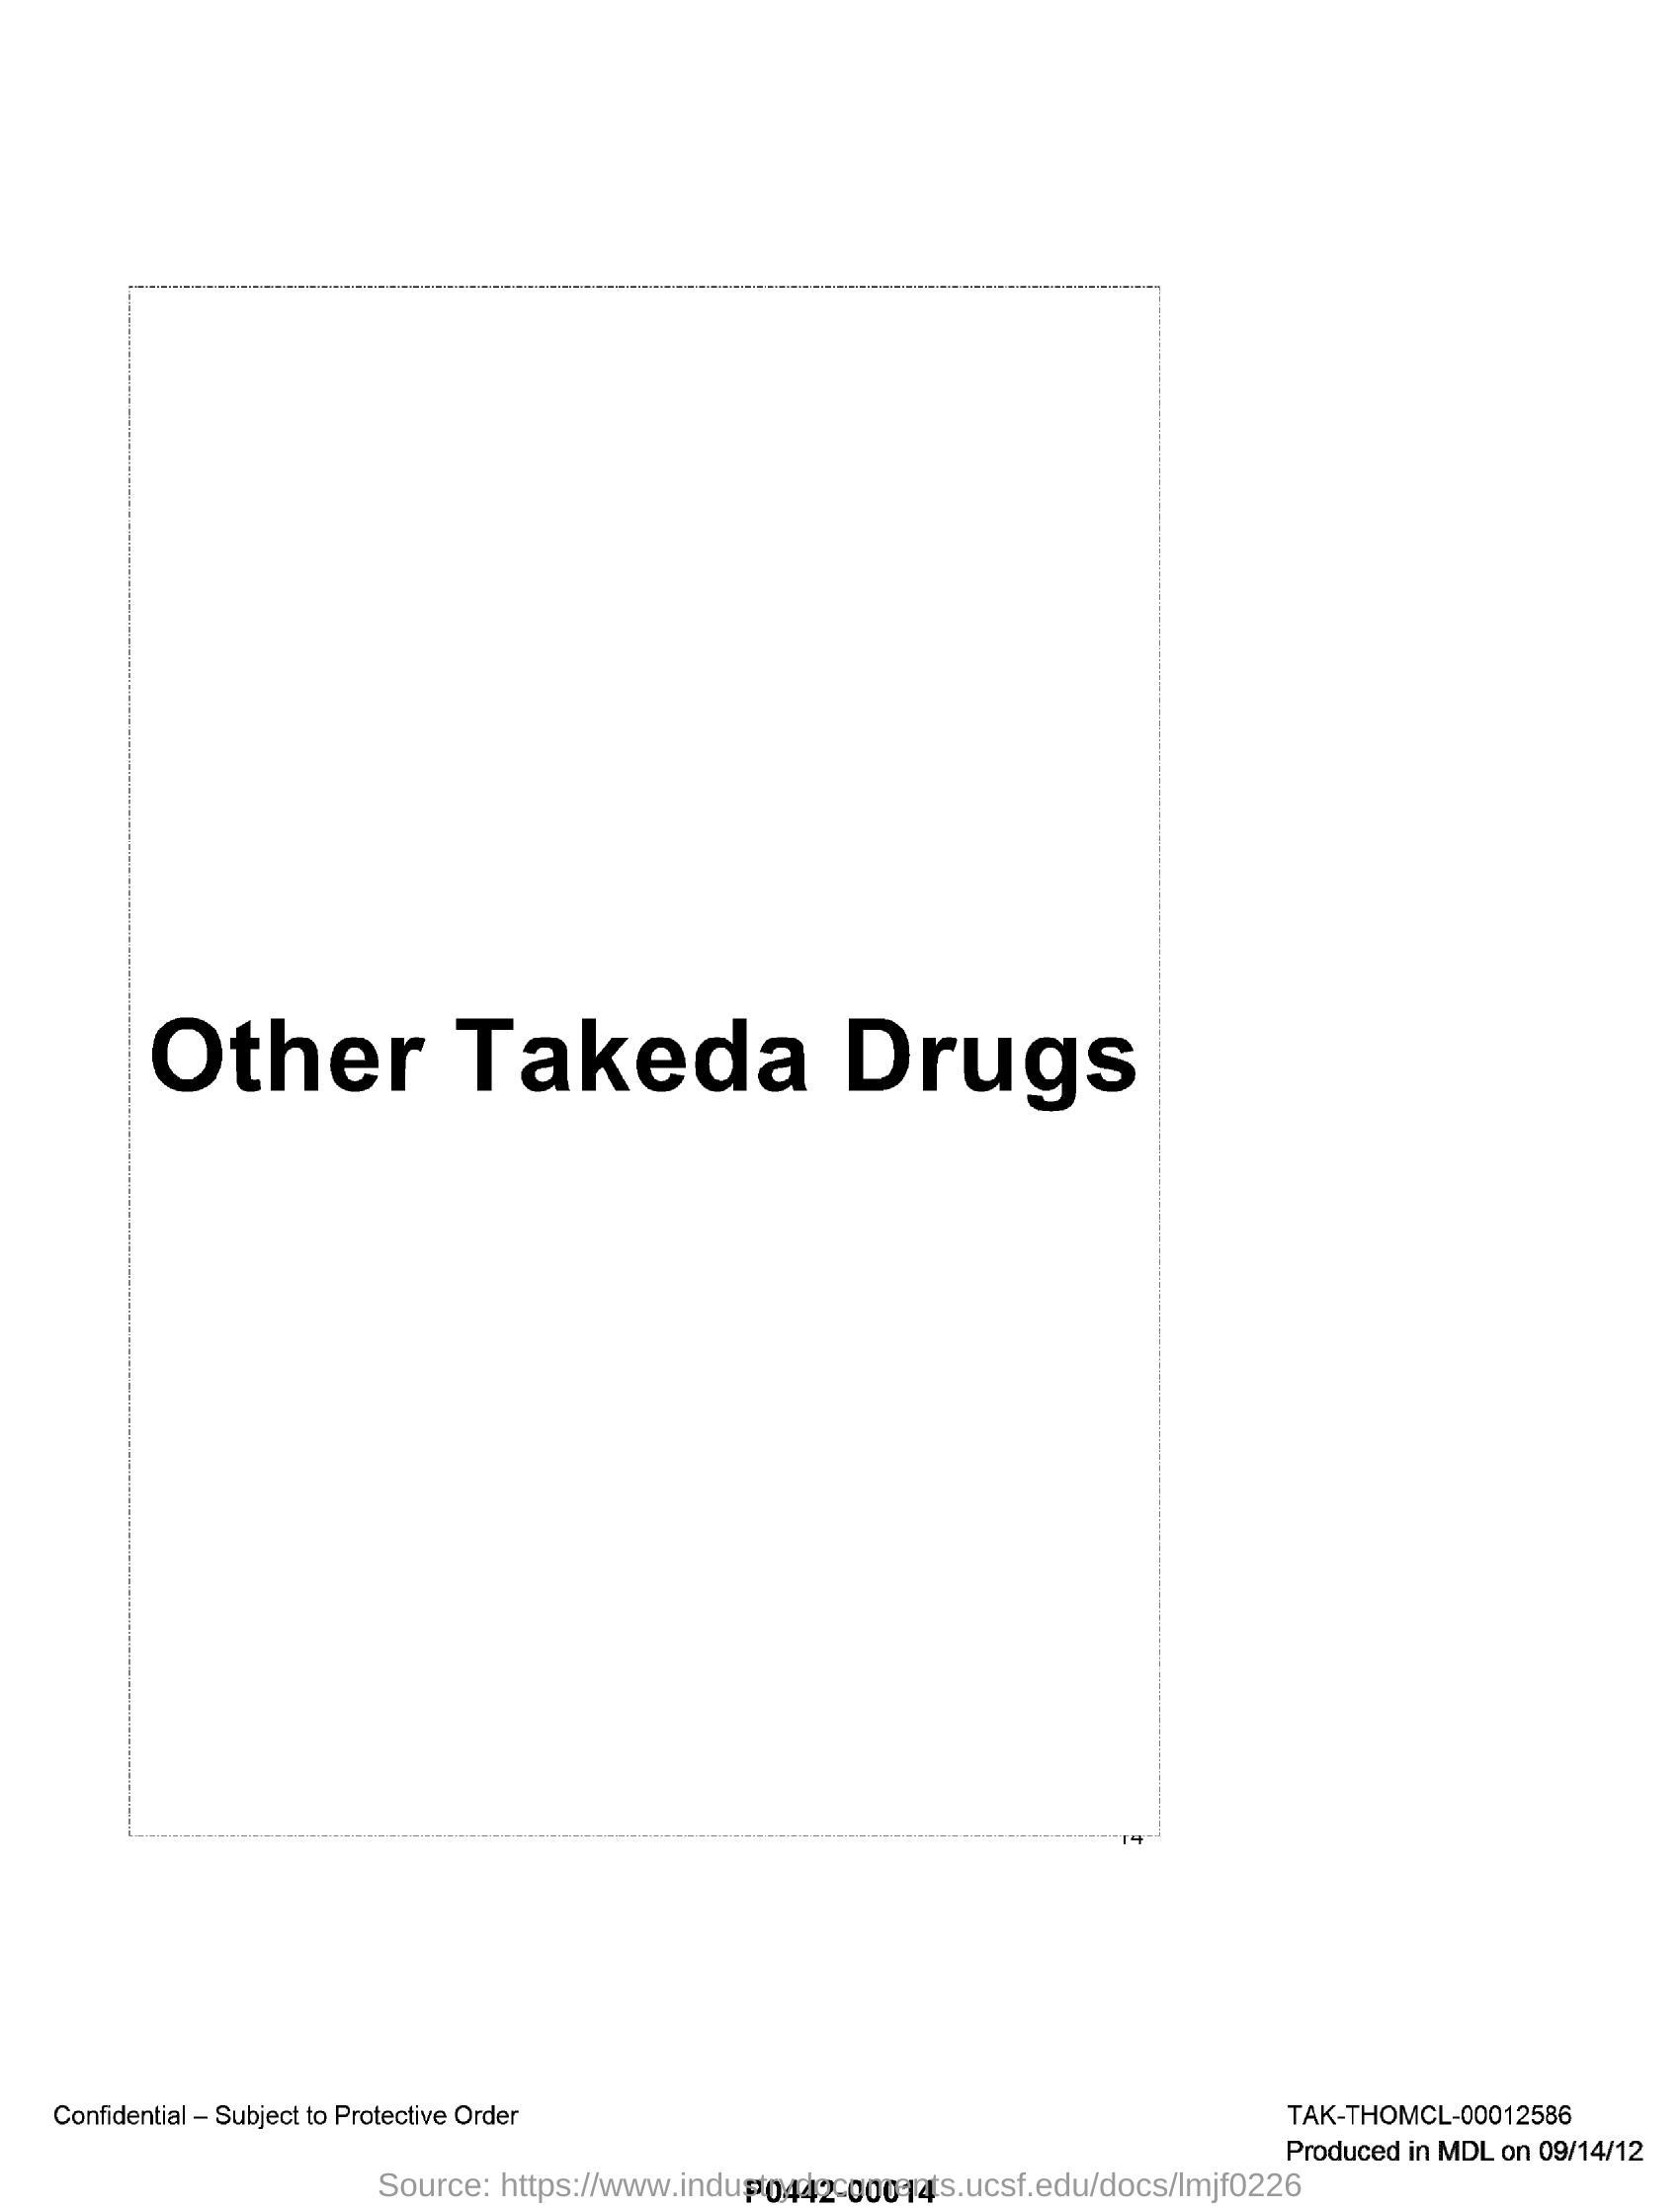 Other Takeda Drugs
14
Confidential – Subject to Protective Order
TAK-THOMCL-00012586
Produced in MDL on 09/14/12
Source: https://www.industrydocuments.ucsf.edu/docs/lmjf0226
P0442-00014